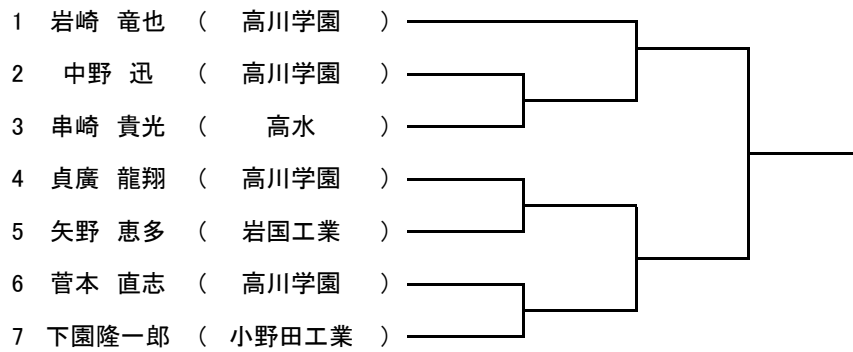 1 岩崎 竜也 ( 高川学園 )
2 中野 迅 ( 高川学園 )
3 串崎 貴光 ( 高水 )
4 貞廣 龍翔 ( 高川学園 )
5 矢野 恵多 ( 岩国工業 )
6 菅本 直志 ( 高川学園 )
7 下園隆一郎 ( 小野田工業 )